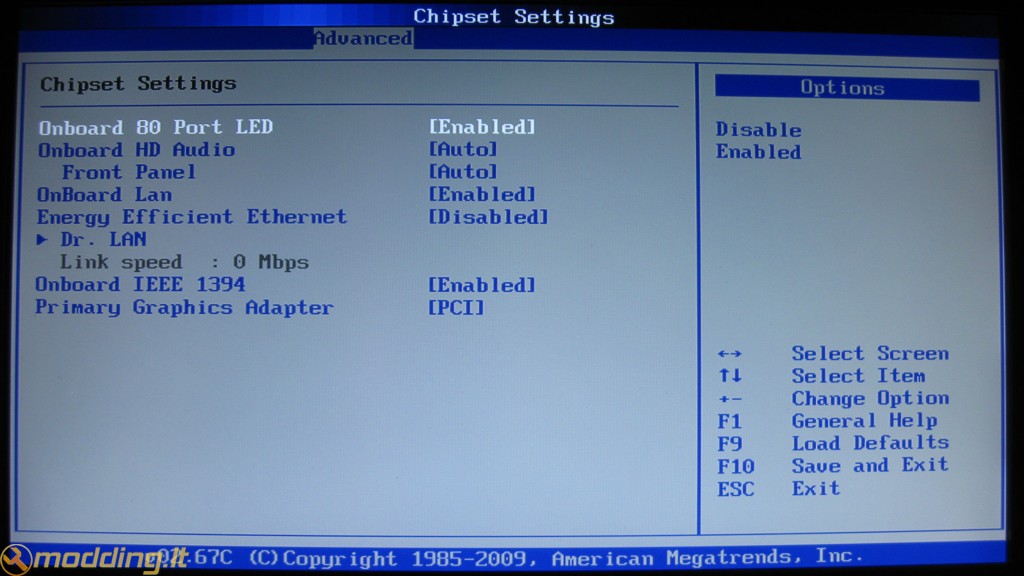 Chipset Settings
Advanced
Chipset Settings
Onboard 80 Port LED [Enabled]
Onboard HD Audio [Auto]
Front Panel [Auto]
OnBoard Lan [Enabled]
Energy Efficient Ethernet [Disabled]
Dr. LAN
Link speed : 0 Mbps
Onboard IEEE 1394 [Enabled]
Primary Graphics Adapter [PCI]
Options
Disable
Enabled
←→ Select Screen
↑↓ Select Item
+- Change Option
F1 General Help
F9 Load Defaults
F10 Save and Exit
ESC Exit
.67C (C)Copyright 1985-2009, American Megatrends, Inc.
modding.it